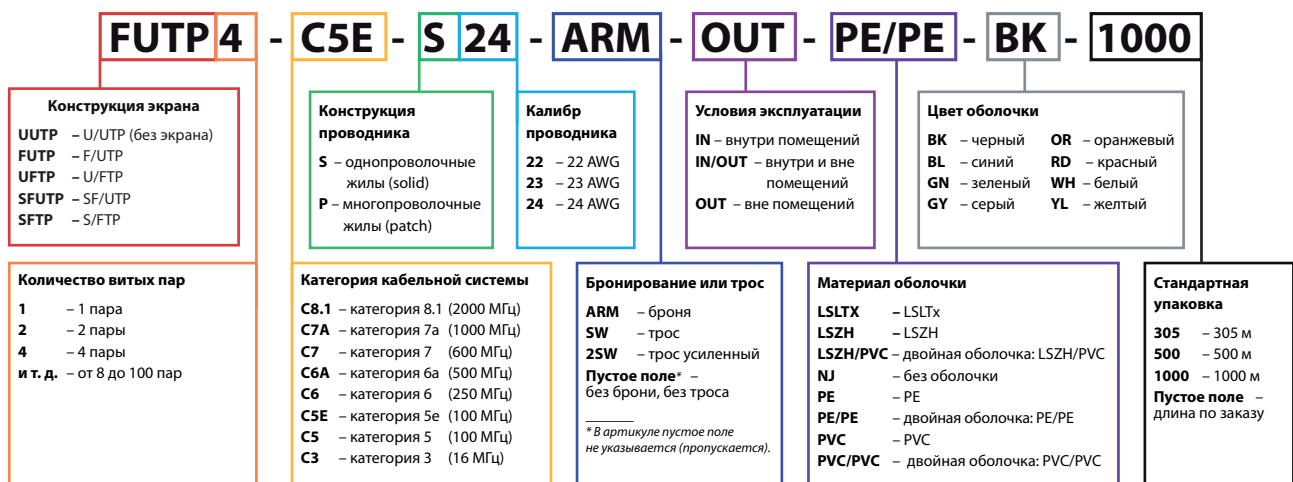 FUTP 4 - C5E - S 24 - ARM - OUT - PE/PE - BK - 1000
Конструкция экрана
UUTP – U/UTP (без экрана)
FUTP – F/UTP
UFTP – U/FTP
SFUTP – SF/UTP
SFTP – S/FTP
Конструкция
проводника
S – однопроволочные
жилы (solid)
P – многопроволочные
жилы (patch)
Калибр
проводника
22 – 22 AWG
23 – 23 AWG
24 – 24 AWG
Условия эксплуатации
IN – внутри помещений
IN/OUT – внутри и вне
помещений
OUT – вне помещений
Цвет оболочки
BK – черный OR – оранжевый
BL – синий RD – красный
GN – зеленый WH – белый
GY – серый YL – желтый
Количество витых пар
1 – 1 пара
2 – 2 пары
4 – 4 пары
и т. д. – от 8 до 100 пар
Категория кабельной системы
C8.1 – категория 8.1 (2000 МГц)
C7A – категория 7a (1000 МГц)
C7 – категория 7 (600 МГц)
C6A – категория 6a (500 МГц)
C6 – категория 6 (250 МГц)
C5E – категория 5e (100 МГц)
C5 – категория 5 (100 МГц)
C3 – категория 3 (16 МГц)
Бронирование или трос
ARM – броня
SW – трос
2SW – трос усиленный
Пустое поле* –
без брони, без троса
* В артикуле пустое поле
не указывается (пропускается).
Материал оболочки
LSLTX – LSLTx
LSZH – LSZH
LSZH/PVC – двойная оболочка: LSZH/PVC
NJ – без оболочки
PE – PE
PE/PE – двойная оболочка: PE/PE
PVC – PVC
PVC/PVC – двойная оболочка: PVC/PVC
Стандартная
упаковка
305 – 305 м
500 – 500 м
1000 – 1000 м
Пустое поле –
длина по заказу